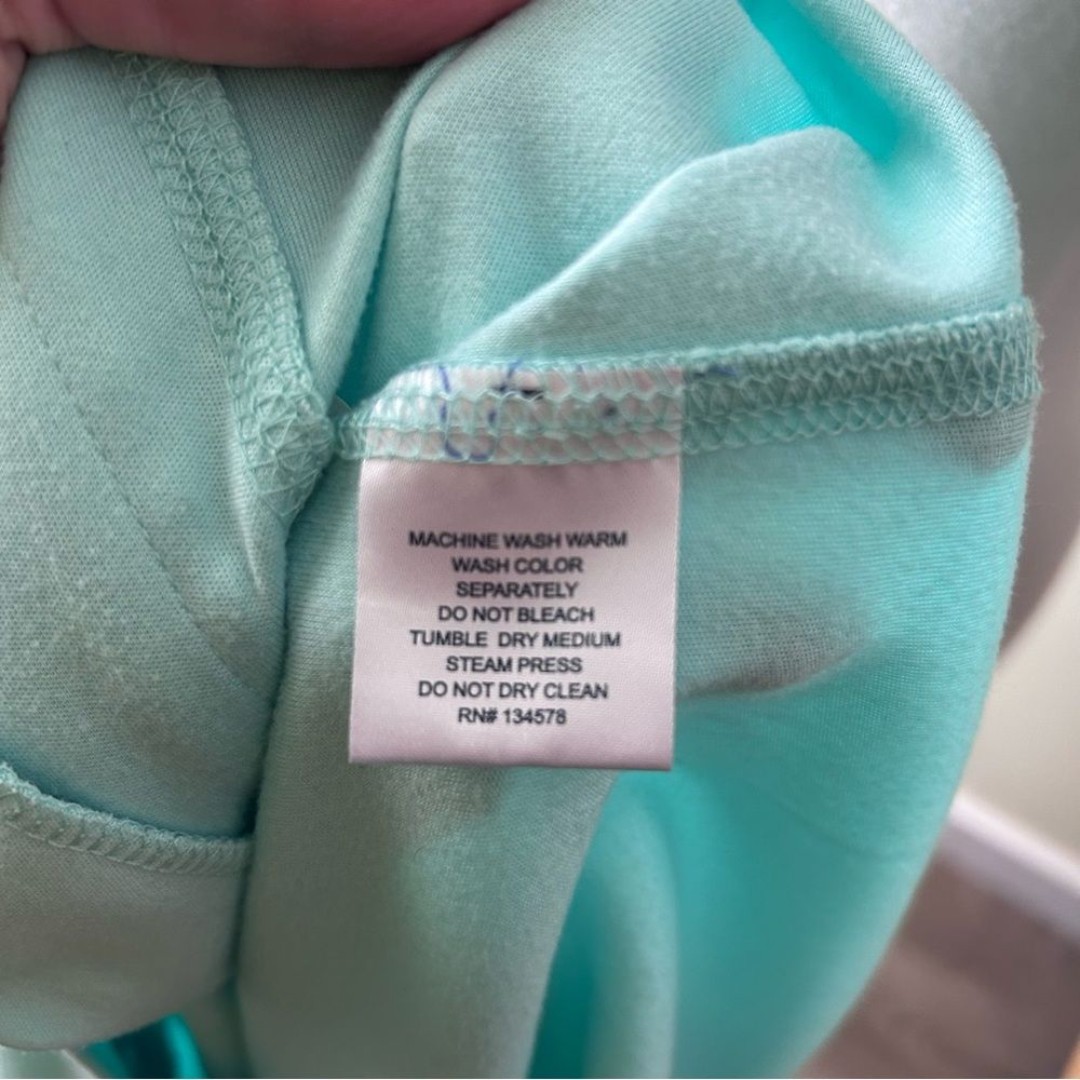 MACHINE WASH WARM
WASH COLOR
SEPARATELY
DO NOT BLEACH
TUMBLE DRY MEDIUM
STEAM PRESS
DO NOT DRY CLEAN
RN# 134578